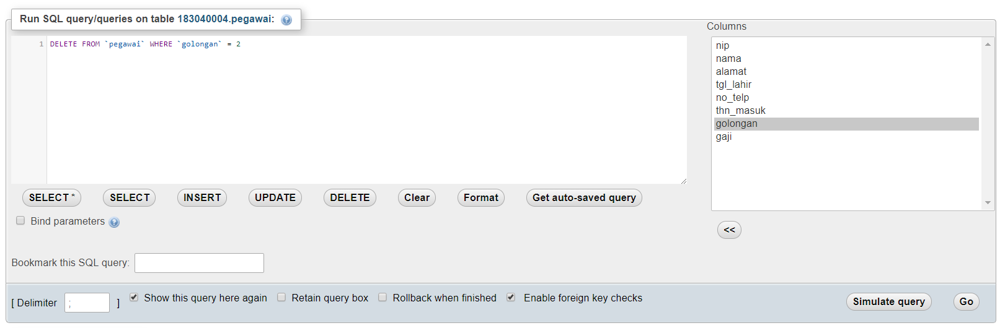 Run SQL query/queries on table 183040004.pegawai:
1 DELETE FROM `pegawai` WHERE `golongan` = 2
SELECT * SELECT INSERT UPDATE DELETE Clear Format Get auto-saved query
Bind parameters
Bookmark this SQL query:
Columns
nip
nama
alamat
tgl_lahir
no_telp
thn_masuk
golongan
gaji
<<
[ Delimiter ; ] Show this query here again Retain query box Rollback when finished Enable foreign key checks Simulate query Go